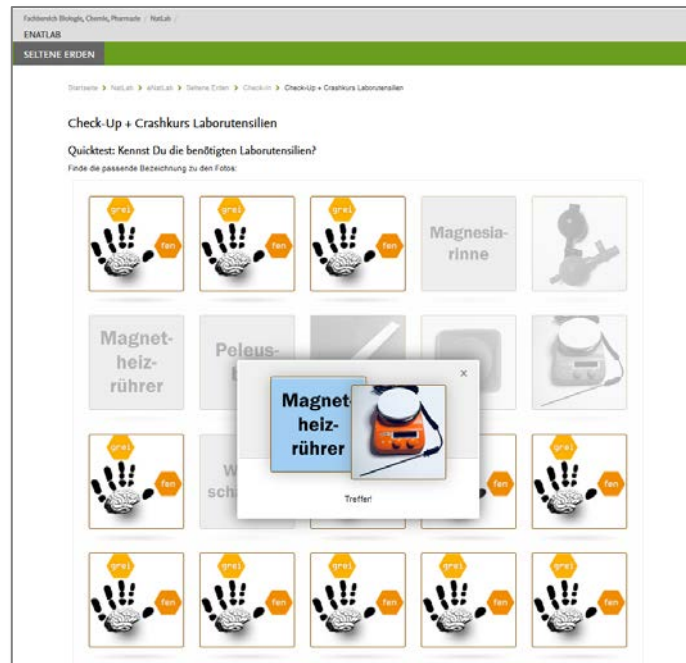 Fachbereich Biologie, Chemie, Pharmazie / NatLab /
ENATLAB
SELTENE ERDEN
Startseite > NatLab > eNatLab > Seltene Erden > Check-in > Check-Up + Crashkurs Laborutensilien
Check-Up + Crashkurs Laborutensilien
Quicktest: Kennst Du die benötigten Laborutensilien?
Finde die passende Bezeichnung zu den Fotos:
grei
fen
grei
fen
grei
fen
Magnesia-
rinne
Magnet-
heiz-
rührer
Peleus-
x
Magnet-
heiz-
rührer
Treffer!
grei
fen
W
sch
fen
fen
grei
fen
grei
fen
grei
fen
grei
fen
grei
fen
grei
fen